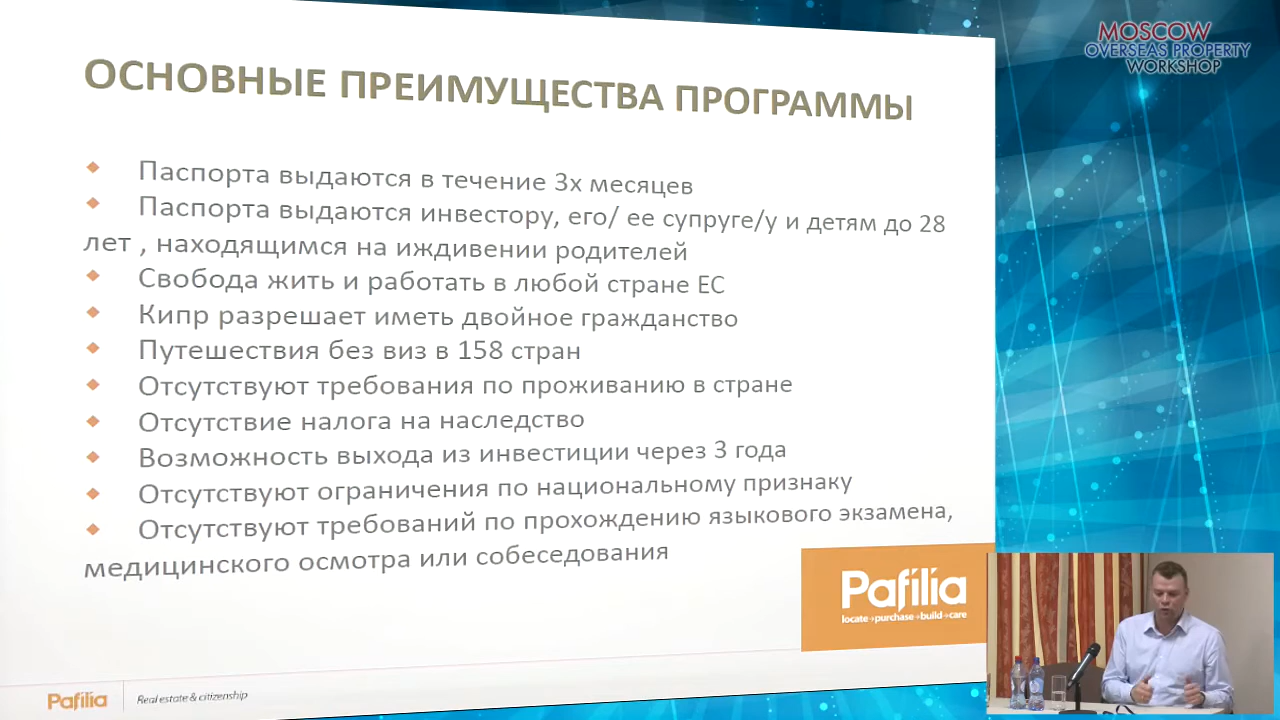 MOSCOW
OVERSEAS PROPERTY
WORKSHOP
ОСНОВНЫЕ ПРЕИМУЩЕСТВА ПРОГРАММЫ
Паспорта выдаются в течение 3х месяцев
Паспорта выдаются инвестору, его/ ее супруге/у и детям до 28
лет , находящимся на иждивении родителей
Свобода жить и работать в любой стране ЕС
Кипр разрешает иметь двойное гражданство
Путешествия без виз в 158 стран
Отсутствуют требования по проживанию в стране
Отсутствие налога на наследство
Возможность выхода из инвестиции через 3 года
Отсутствуют ограничения по национальному признаку
Отсутствуют требований по прохождению языкового экзамена,
медицинского осмотра или собеседования
Pafilia
locate→purchase→build→care
Pafilia
Real estate & citizenship